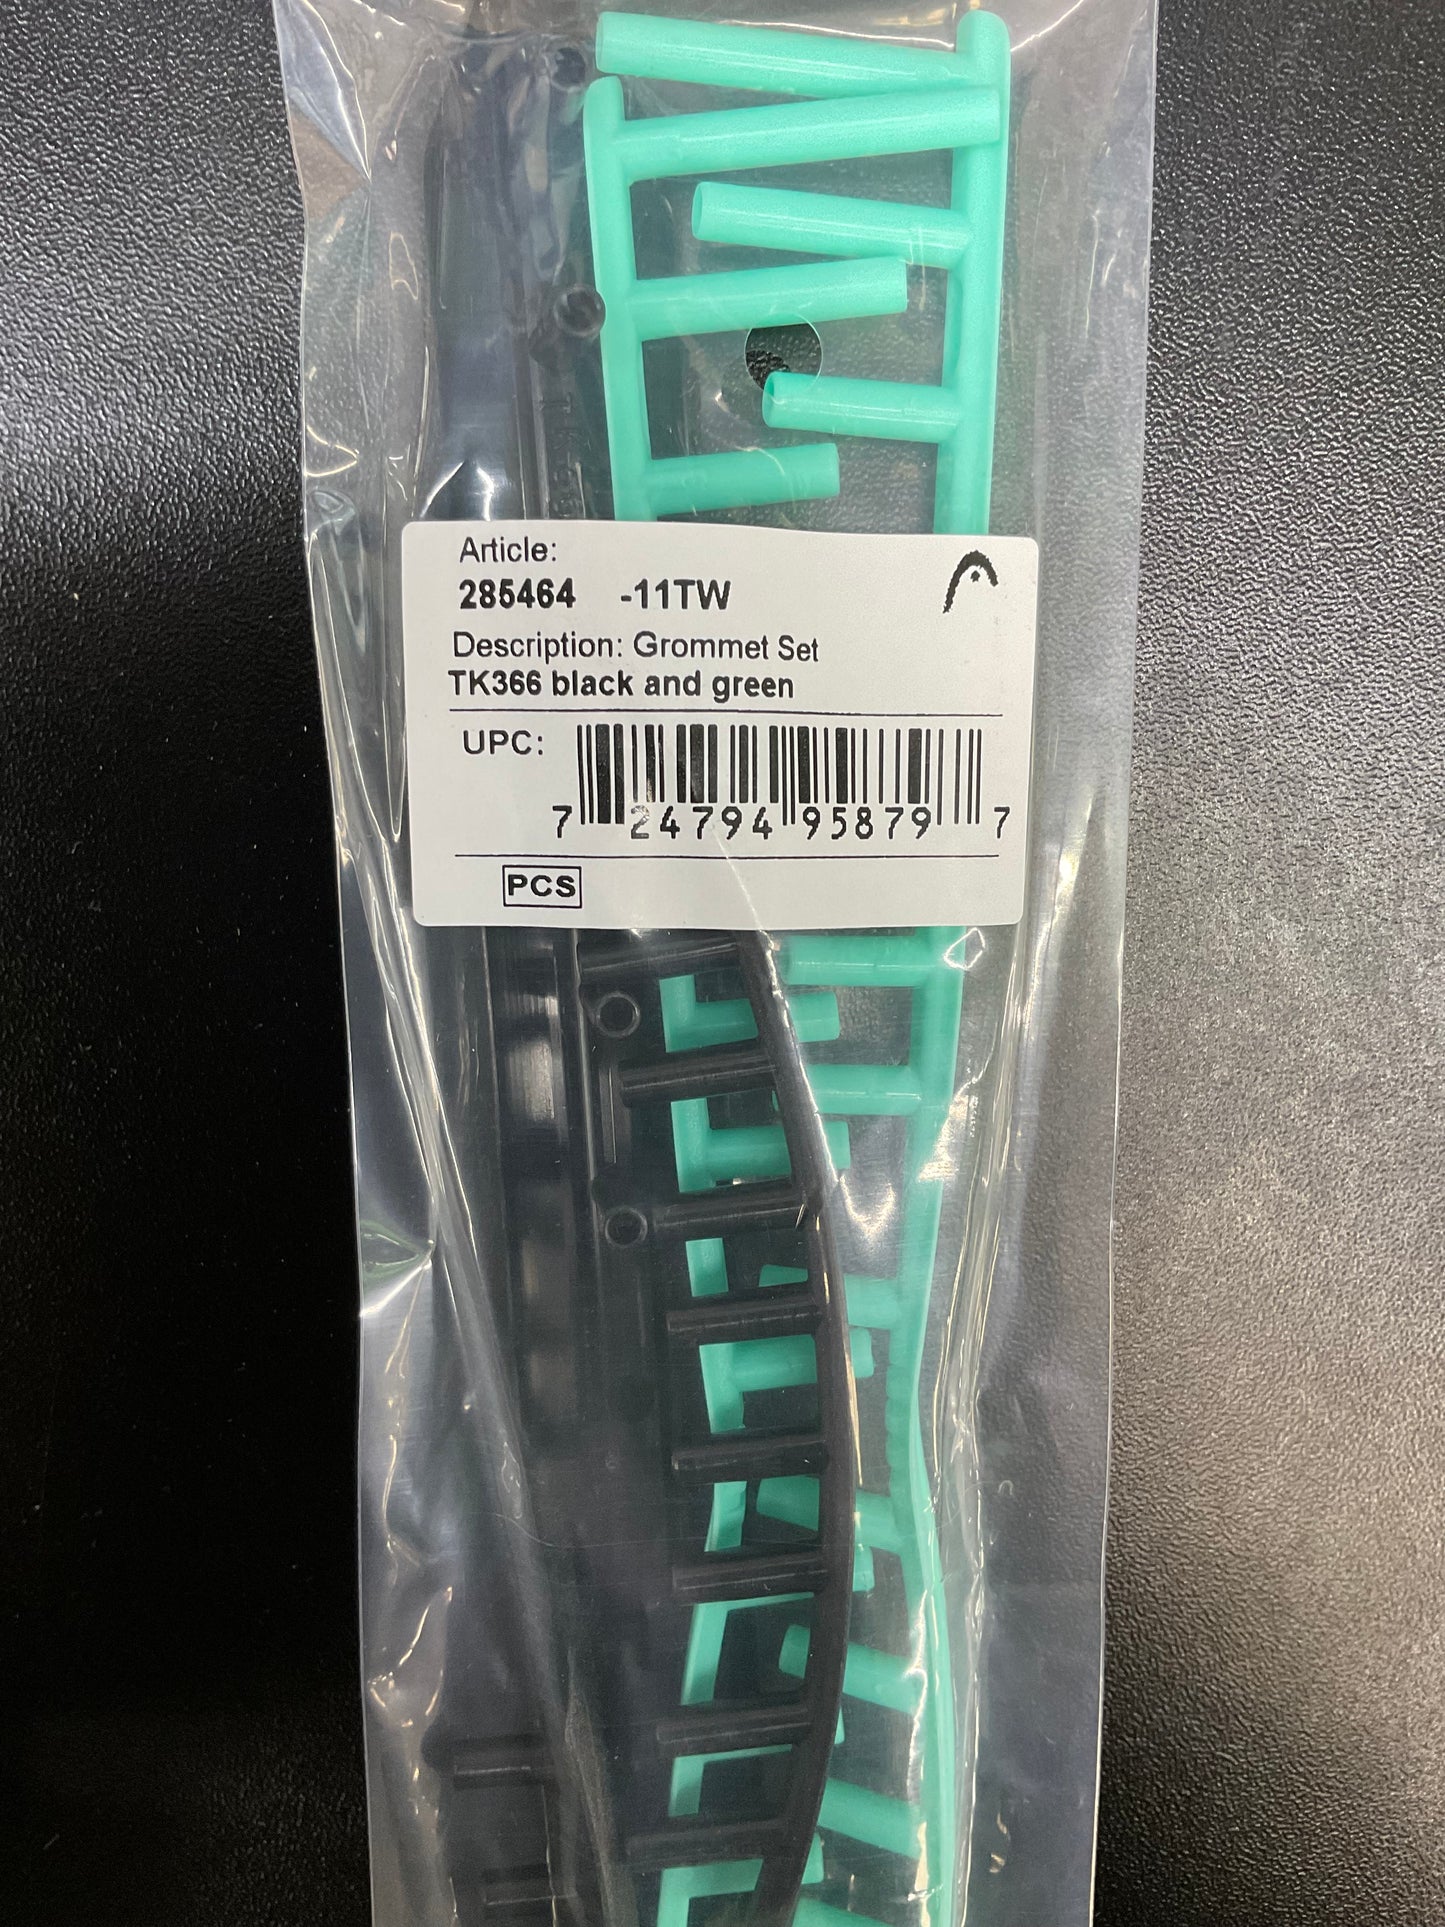 Article:
285464 -11TW
Description: Grommet Set
TK366 black and green
UPC:
7 24794 95879 7
PCS